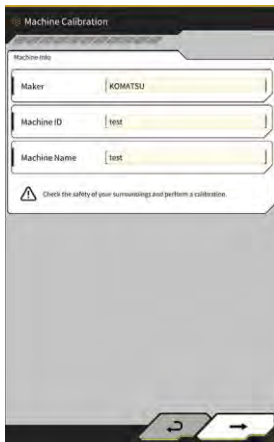 Machine Calibration
Machine Info
Maker
KOMATSU
Machine ID
test
Machine Name
test
Check the safety of your surroundings and perform a calibration.